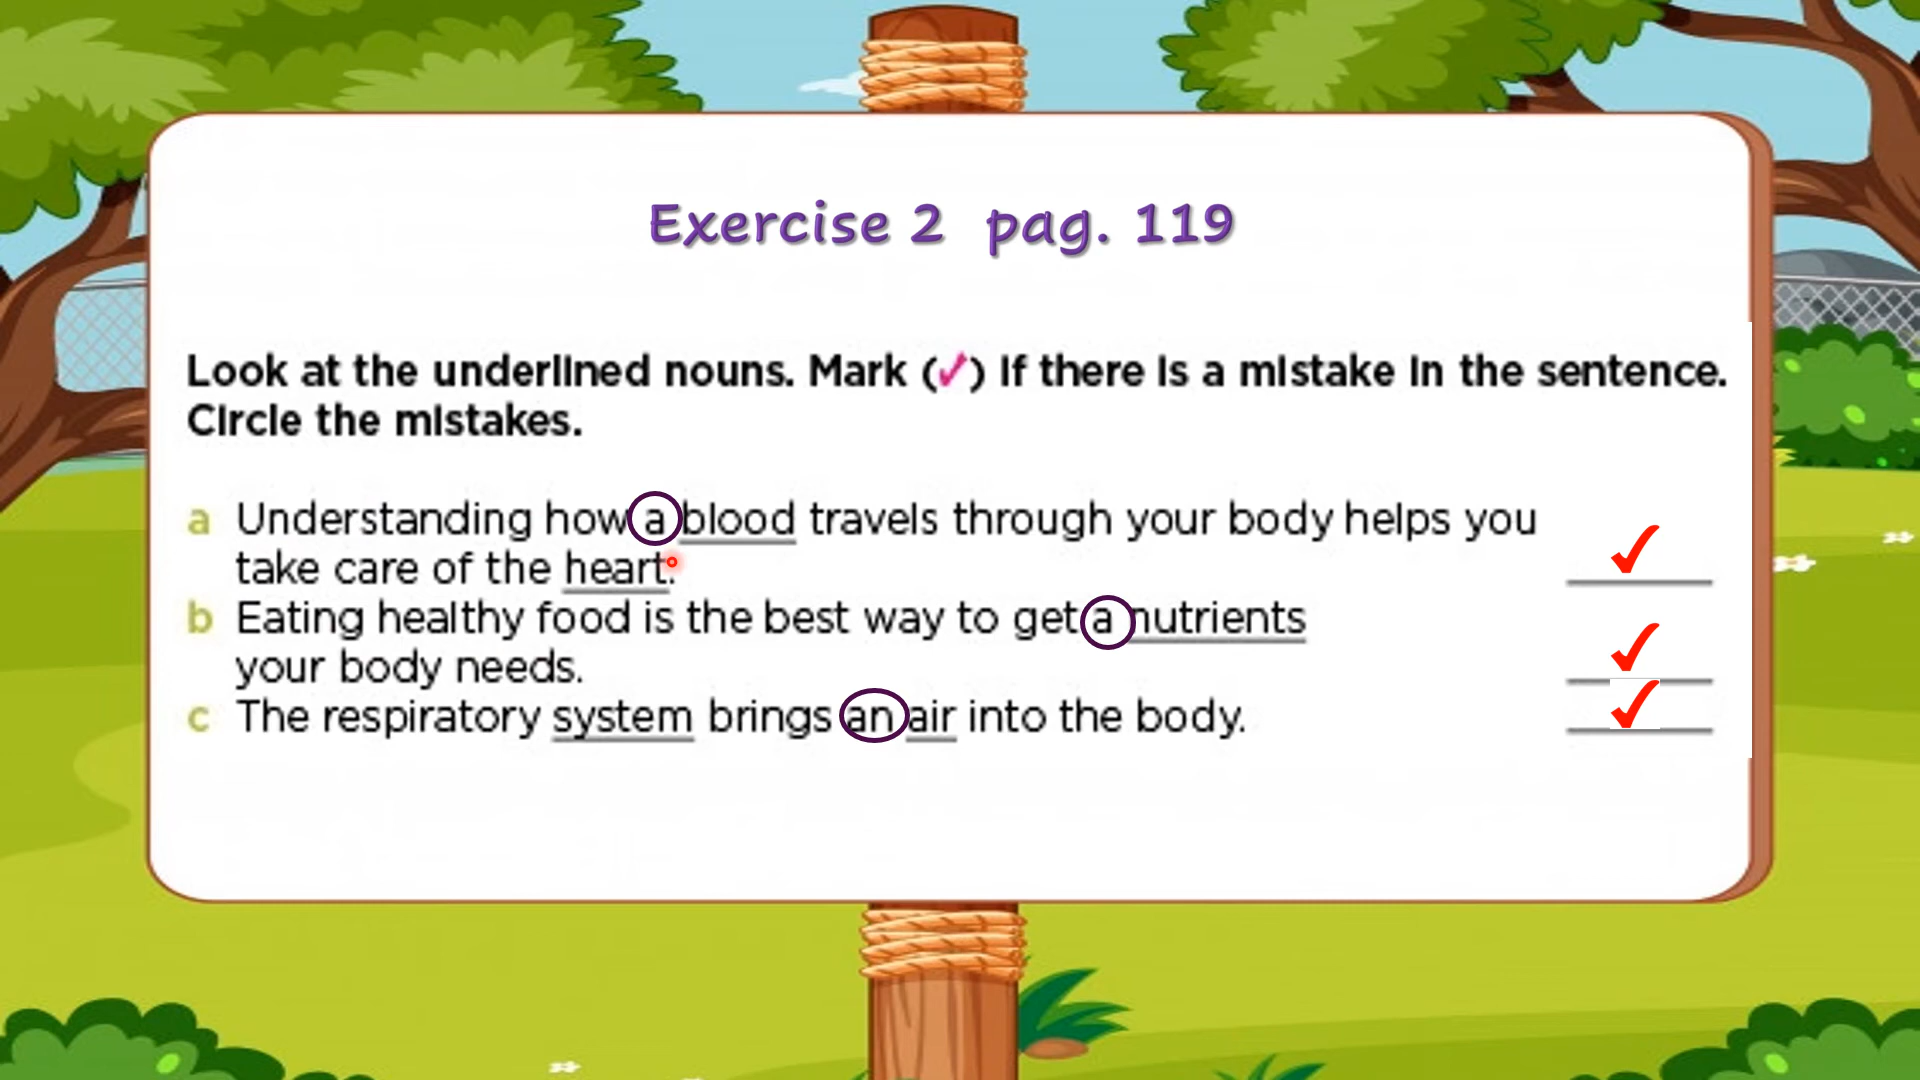 Exercise 2 pag. 119
Look at the underlined nouns. Mark (✓) if there is a mistake in the sentence.
Circle the mistakes.
a Understanding how a blood travels through your body helps you
take care of the heart.
b Eating healthy food is the best way to get a nutrients
your body needs.
c The respiratory system brings an air into the body.